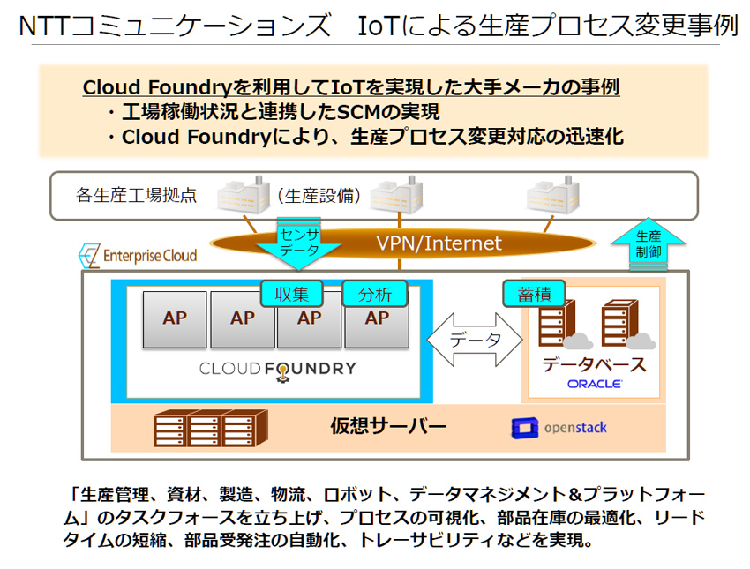 NTTコミュニケーションズ　IoTによる生産プロセス変更事例
Cloud Foundryを利用してIoTを実現した大手メーカの事例
・工場稼働状況と連携したSCMの実現
・Cloud Foundryにより、生産プロセス変更対応の迅速化
各生産工場拠点
（生産設備）
センサ
データ
VPN/Internet
生産
制御
Enterprise Cloud
収集
分析
蓄積
AP
AP
AP
AP
CLOUD FOUNDRY
データ
データベース
ORACLE
仮想サーバー
openstack
「生産管理、資材、製造、物流、ロボット、データマネジメント＆プラットフォー
ム」のタスクフォースを立ち上げ、プロセスの可視化、部品在庫の最適化、リード
タイムの短縮、部品受発注の自動化、トレーサビリティなどを実現。